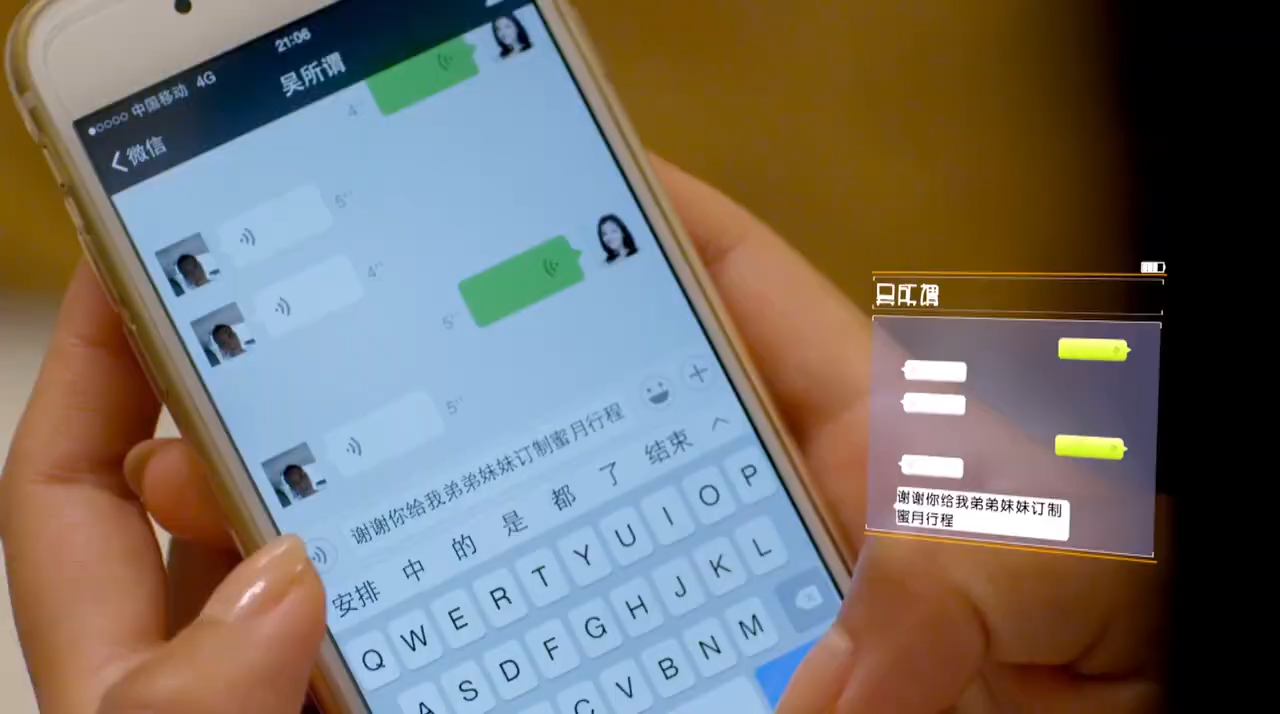 21:06
中国移动 4G
吴所谓
微信
4''
5''
4''
5''
5''
谢谢你给我弟弟妹妹订制蜜月行程
安排 中 的 是 都 了 结束
Q W E R T Y U I O P
A S D F G H J K L
C V B N M
吴所谓
谢谢你给我弟弟妹妹订制
蜜月行程